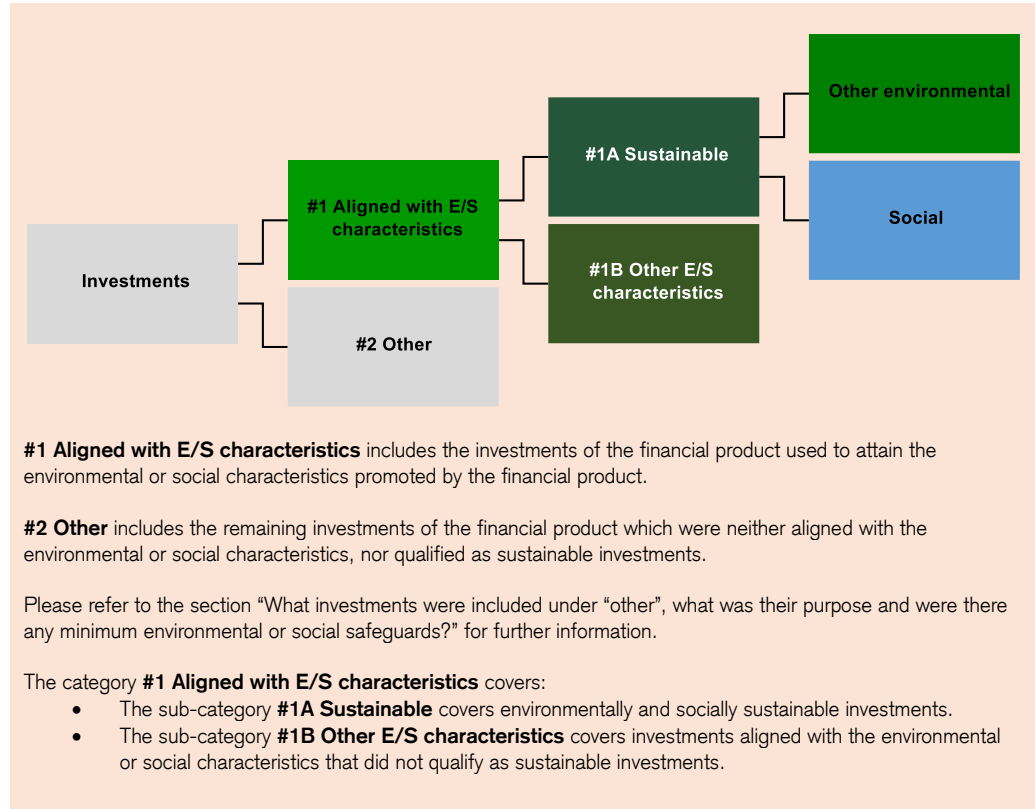 Other environmental
#1A Sustainable
#1 Aligned with E/S
characteristics
Social
Investments
#1B Other E/S
characteristics
#2 Other
#1 Aligned with E/S characteristics includes the investments of the financial product used to attain the
environmental or social characteristics promoted by the financial product.
#2 Other includes the remaining investments of the financial product which were neither aligned with the
environmental or social characteristics, nor qualified as sustainable investments.
Please refer to the section “What investments were included under “other”, what was their purpose and were there
any minimum environmental or social safeguards?” for further information.
The category #1 Aligned with E/S characteristics covers:
• The sub-category #1A Sustainable covers environmentally and socially sustainable investments.
• The sub-category #1B Other E/S characteristics covers investments aligned with the environmental
or social characteristics that did not qualify as sustainable investments.